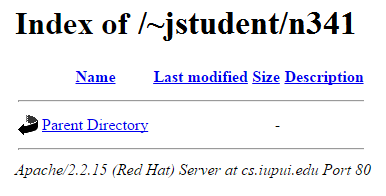 Index of /~jstudent/n341
Name Last modified Size Description
Parent Directory -
Apache/2.2.15 (Red Hat) Server at cs.iupui.edu Port 80